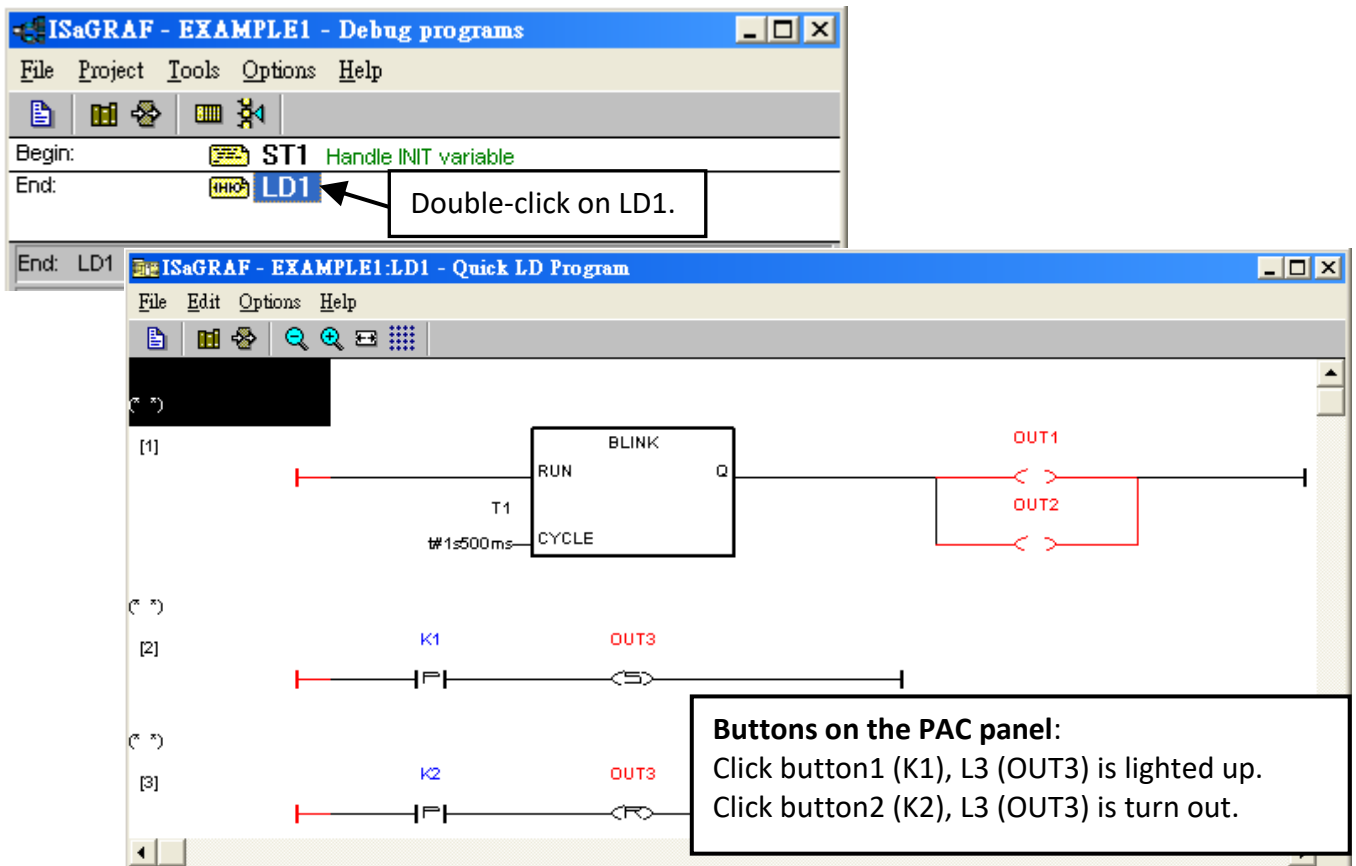 ISaGRAF - EXAMPLE1 - Debug programs
File Project Tools Options Help
Begin: ST1 Handle INIT variable
End: LD1
Double-click on LD1.
End: LD1
ISaGRAF - EXAMPLE1:LD1 - Quick LD Program
File Edit Options Help
(* *)
[1]
BLINK
OUT1
RUN Q
T1
OUT2
t#1s500ms CYCLE
(* *)
[2]
K1 OUT3
P S
(* *)
[3]
K2 OUT3
P R
Buttons on the PAC panel:
Click button1 (K1), L3 (OUT3) is lighted up.
Click button2 (K2), L3 (OUT3) is turn out.